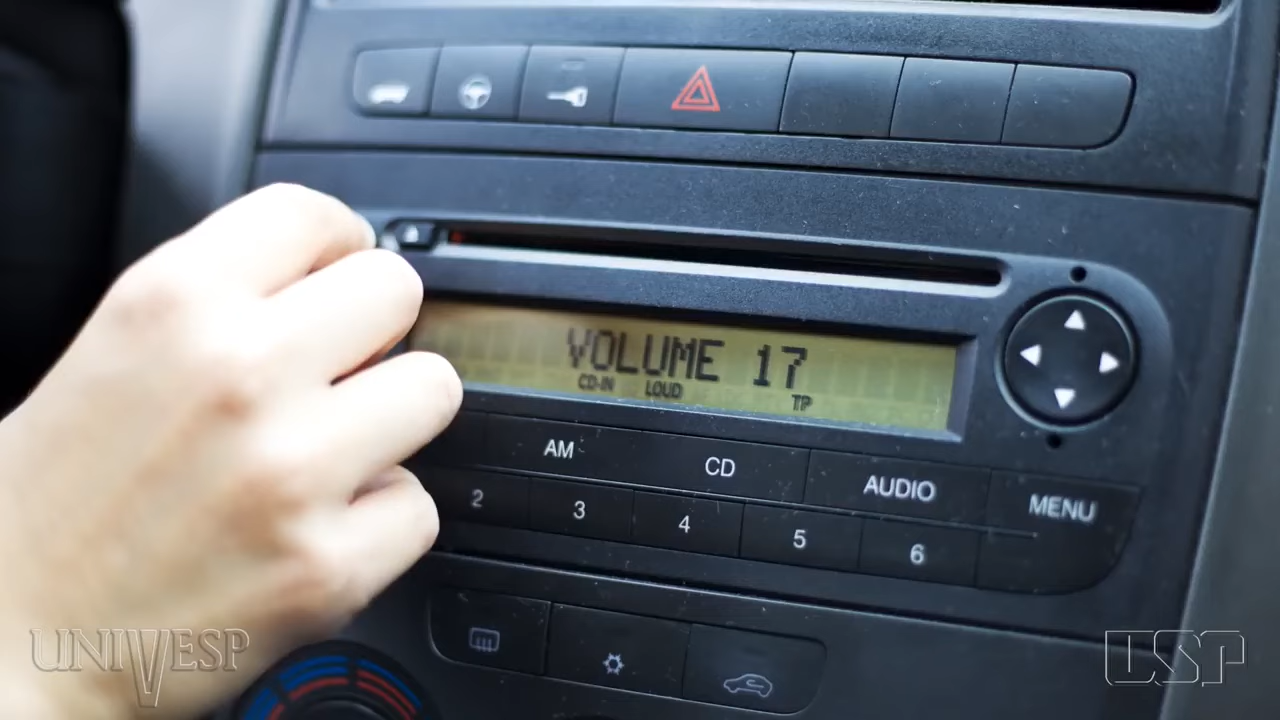 VOLUME 17
CD-IN LOUD TP
AM CD AUDIO MENU
2 3 4 5 6
UNIVESP
USP